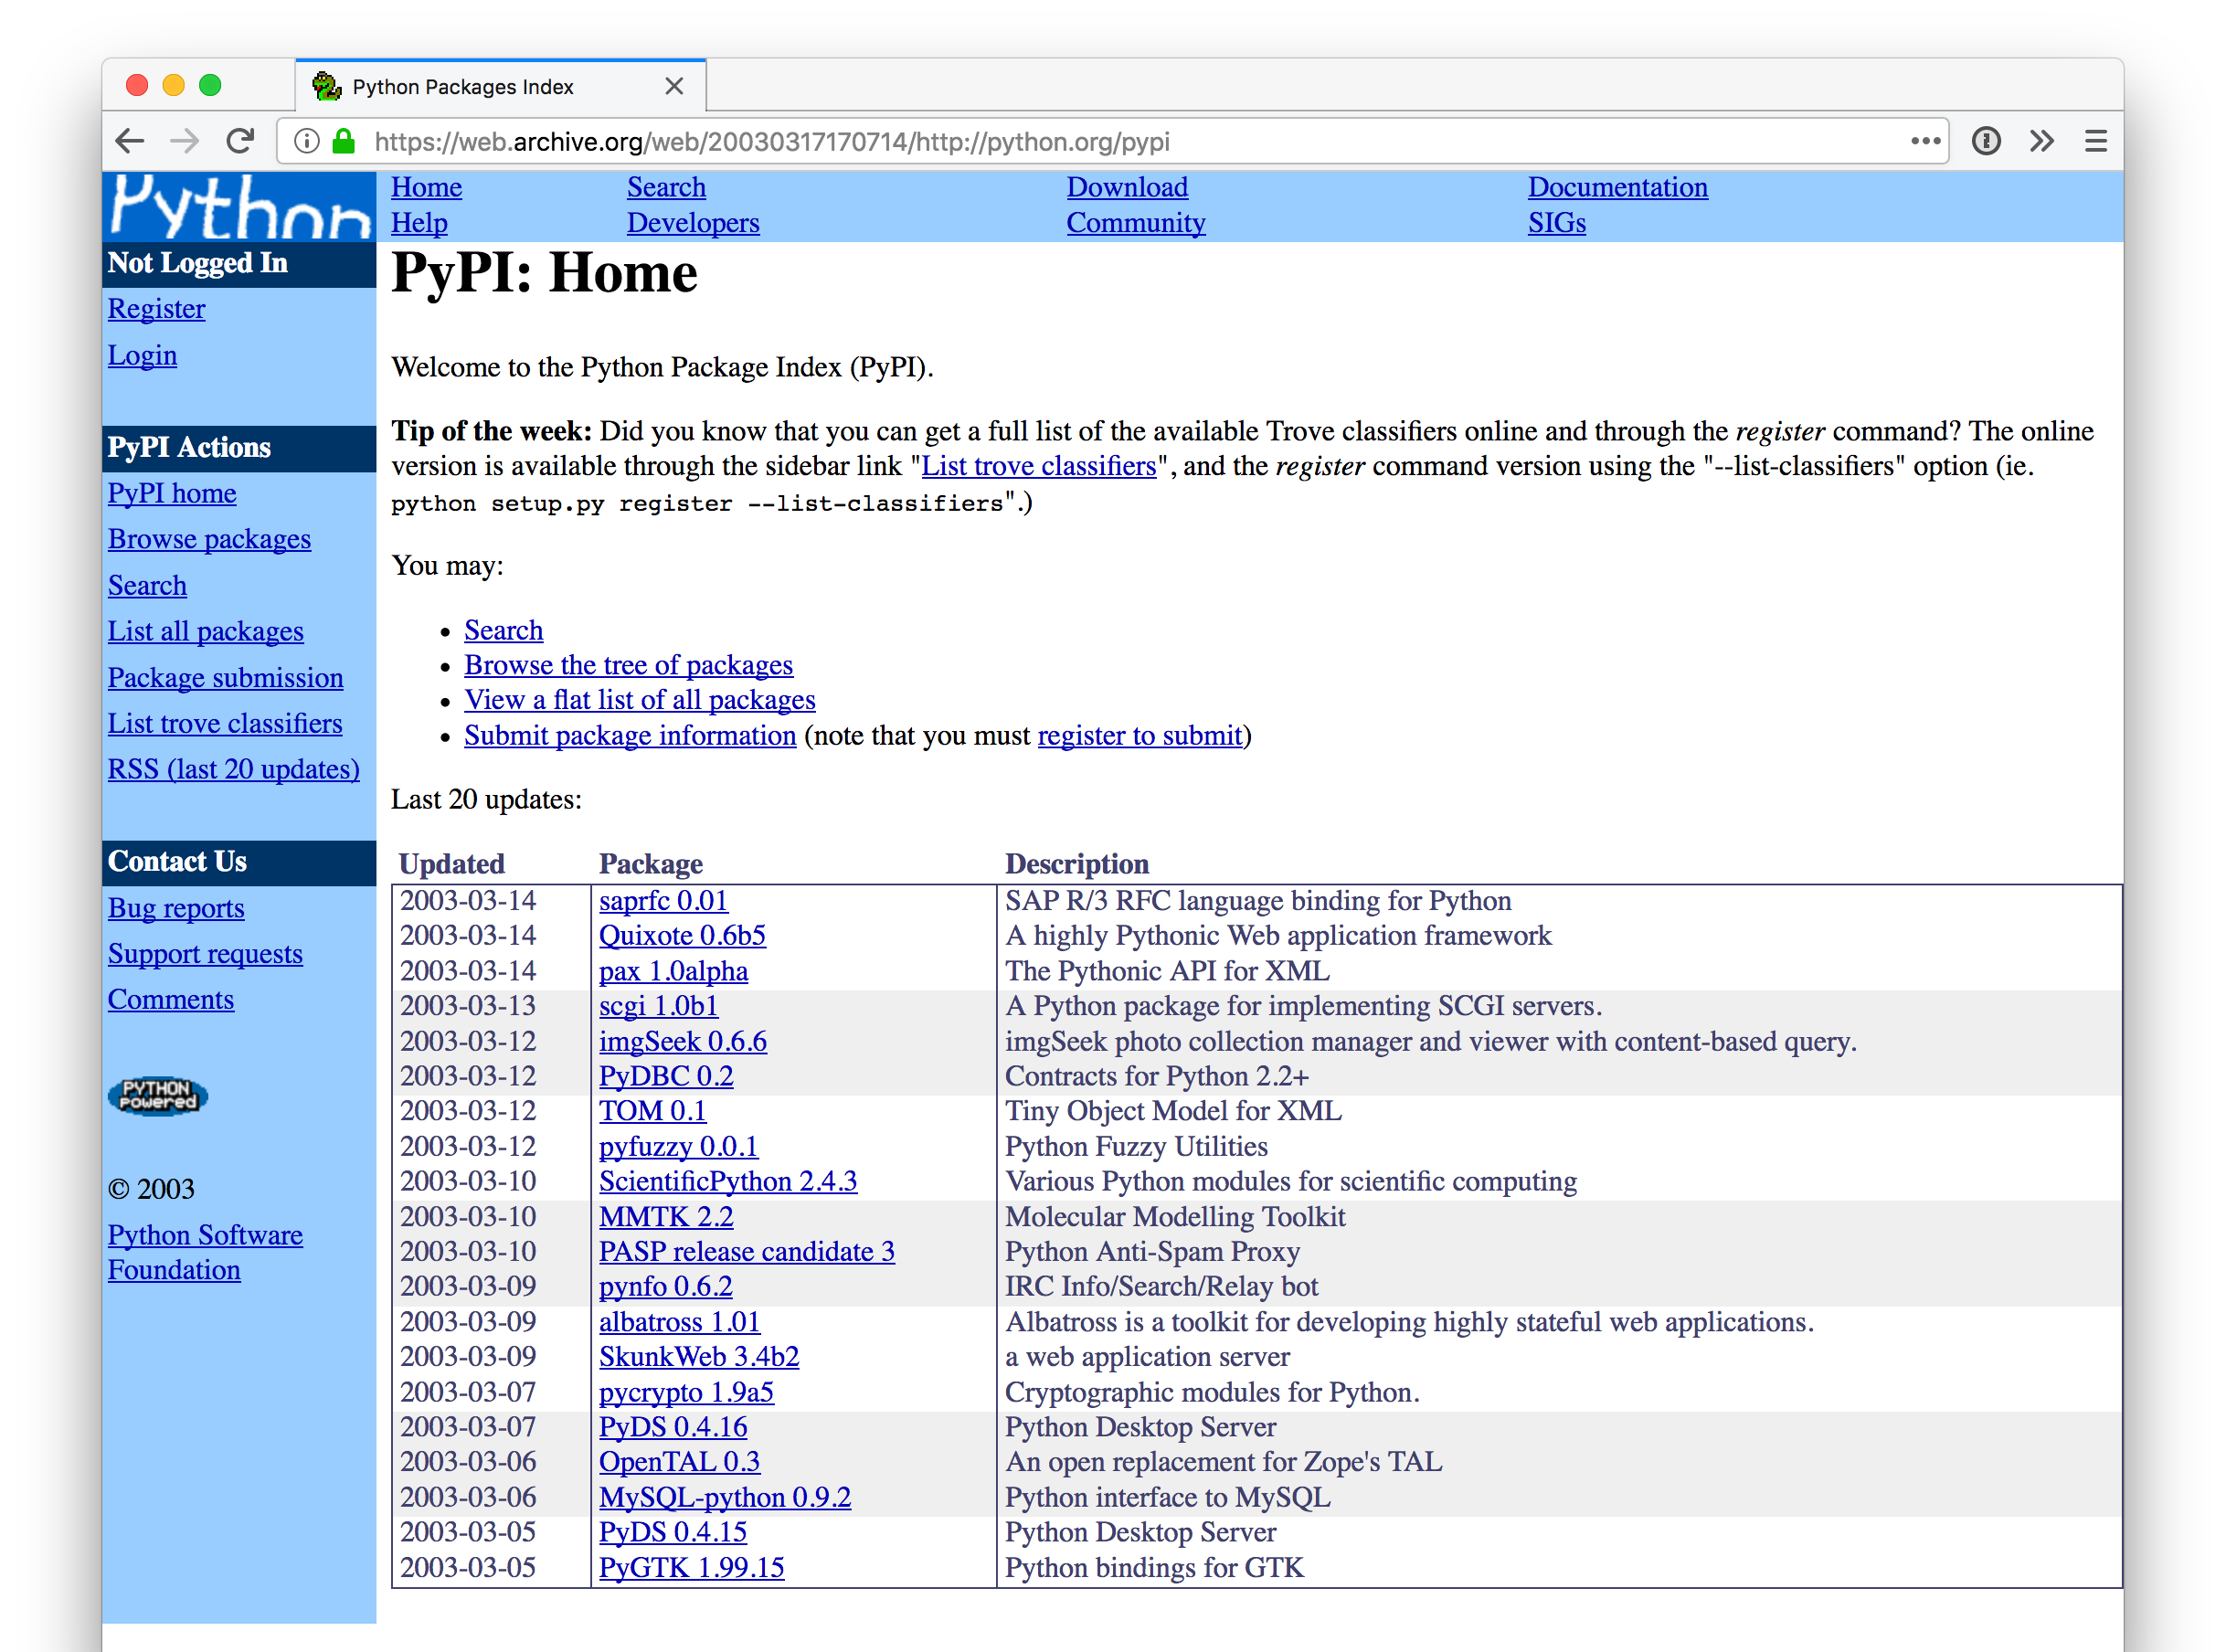 Python Packages Index
https://web.archive.org/web/20030317170714/http://python.org/pypi
Python
Home Search Download Documentation
Help Developers Community SIGs
Not Logged In
Register
Login
PyPI Actions
PyPI home
Browse packages
Search
List all packages
Package submission
List trove classifiers
RSS (last 20 updates)
Contact Us
Bug reports
Support requests
Comments
PYTHON
Powered
© 2003
Python Software
Foundation
PyPI: Home
Welcome to the Python Package Index (PyPI).
Tip of the week: Did you know that you can get a full list of the available Trove classifiers online and through the register command? The online
version is available through the sidebar link "List trove classifiers", and the register command version using the "--list-classifiers" option (ie.
python setup.py register --list-classifiers".)
You may:
• Search
• Browse the tree of packages
• View a flat list of all packages
• Submit package information (note that you must register to submit)
Last 20 updates:
Updated Package Description
2003-03-14 saprfc 0.01 SAP R/3 RFC language binding for Python
2003-03-14 Quixote 0.6b5 A highly Pythonic Web application framework
2003-03-14 pax 1.0alpha The Pythonic API for XML
2003-03-13 scgi 1.0b1 A Python package for implementing SCGI servers.
2003-03-12 imgSeek 0.6.6 imgSeek photo collection manager and viewer with content-based query.
2003-03-12 PyDBC 0.2 Contracts for Python 2.2+
2003-03-12 TOM 0.1 Tiny Object Model for XML
2003-03-12 pyfuzzy 0.0.1 Python Fuzzy Utilities
2003-03-10 ScientificPython 2.4.3 Various Python modules for scientific computing
2003-03-10 MMTK 2.2 Molecular Modelling Toolkit
2003-03-10 PASP release candidate 3 Python Anti-Spam Proxy
2003-03-09 pynfo 0.6.2 IRC Info/Search/Relay bot
2003-03-09 albatross 1.01 Albatross is a toolkit for developing highly stateful web applications.
2003-03-09 SkunkWeb 3.4b2 a web application server
2003-03-07 pycrypto 1.9a5 Cryptographic modules for Python.
2003-03-07 PyDS 0.4.16 Python Desktop Server
2003-03-06 OpenTAL 0.3 An open replacement for Zope's TAL
2003-03-06 MySQL-python 0.9.2 Python interface to MySQL
2003-03-05 PyDS 0.4.15 Python Desktop Server
2003-03-05 PyGTK 1.99.15 Python bindings for GTK